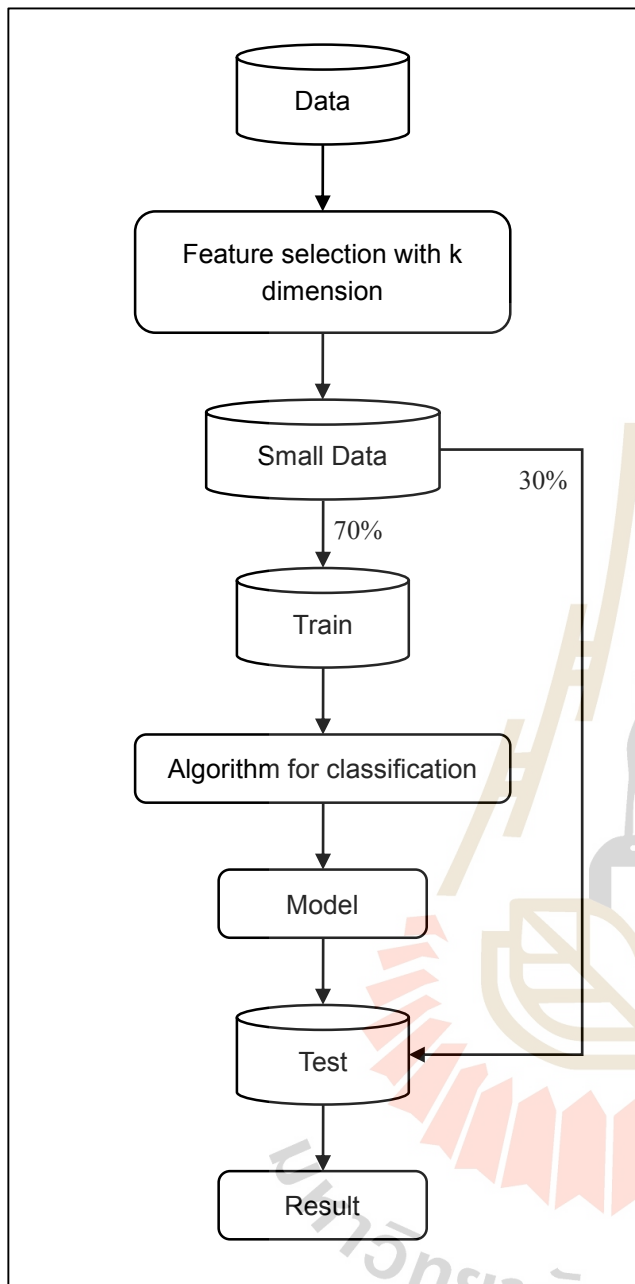 Data
Feature selection with k
dimension
Small Data
30%
70%
Train
Algorithm for classification
Model
Test
Result